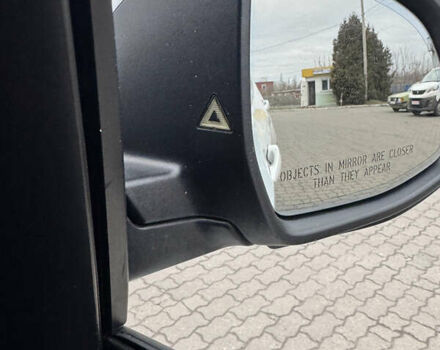 OBJECTS IN MIRROR ARE CLOSER
THAN THEY APPEAR